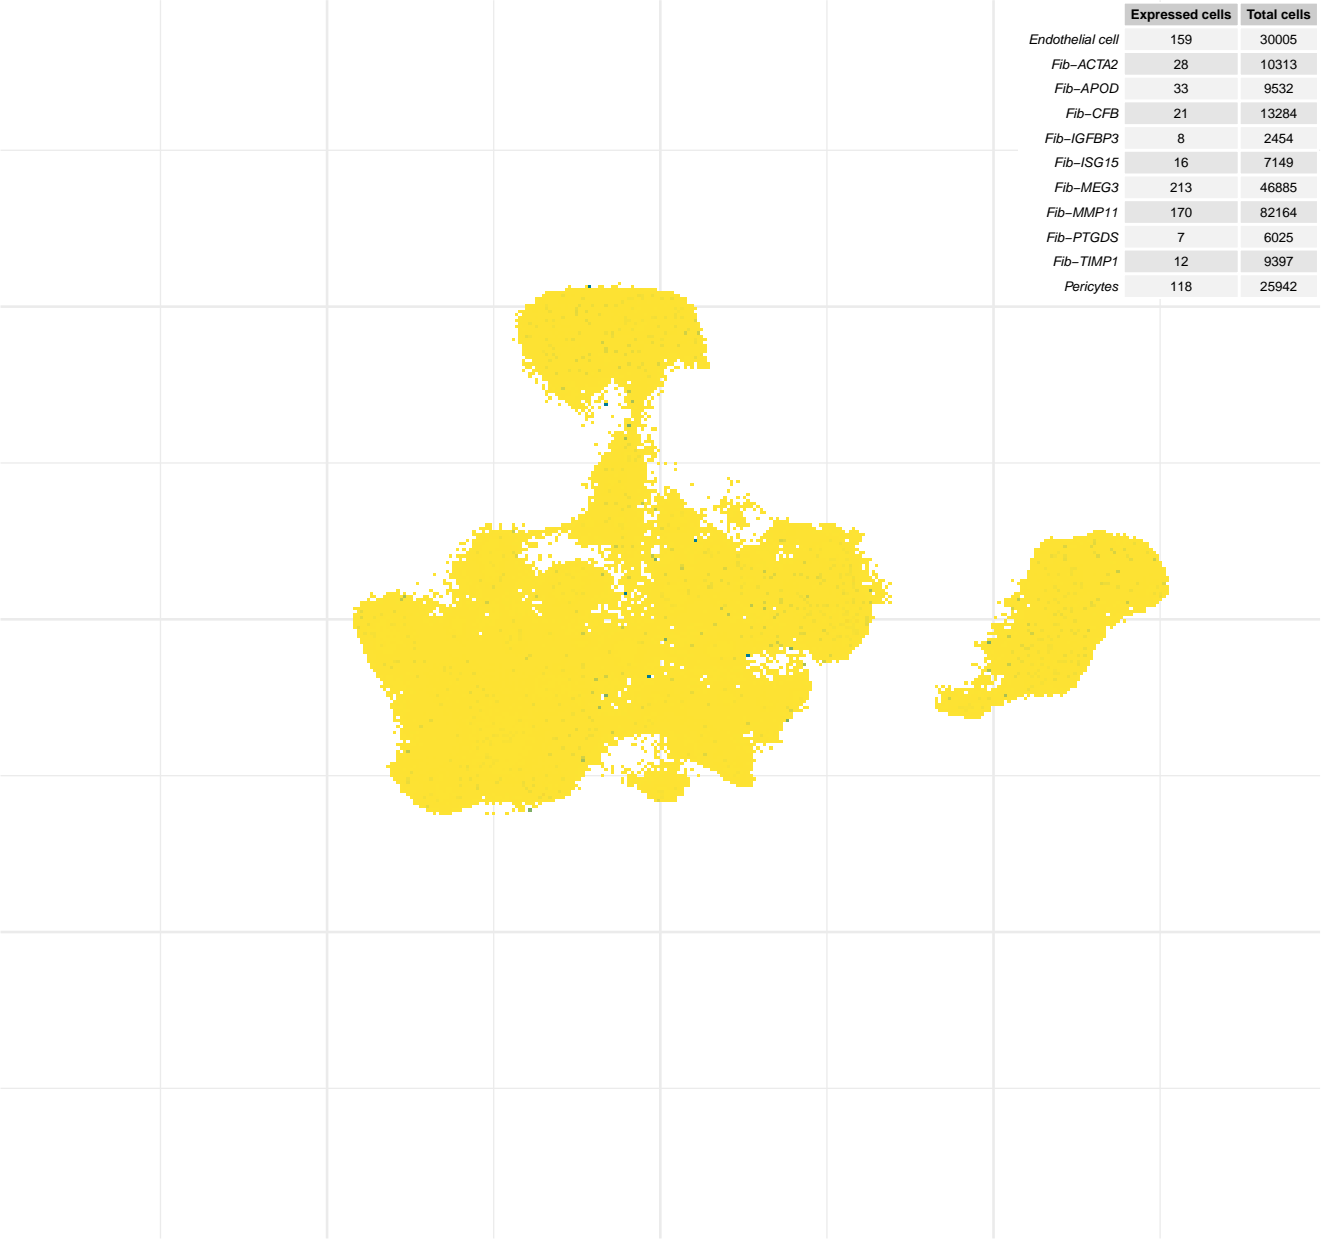 Expressed cells Total cells
Endothelial cell 159 30005
Fib−ACTA2 28 10313
Fib−APOD 33 9532
Fib−CFB 21 13284
Fib−IGFBP3 8 2454
Fib−ISG15 16 7149
Fib−MEG3 213 46885
Fib−MMP11 170 82164
Fib−PTGDS 7 6025
Fib−TIMP1 12 9397
Pericytes 118 25942